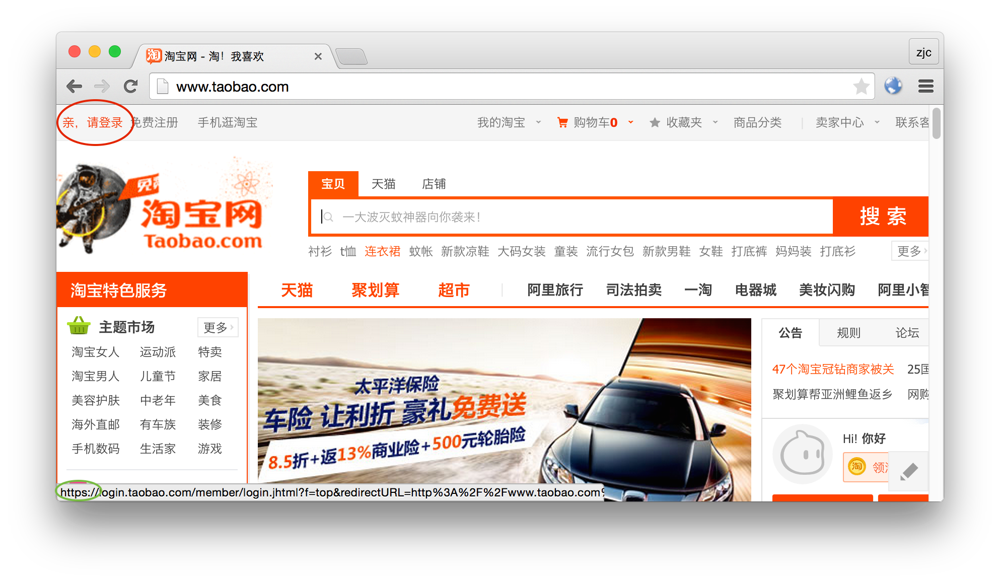 淘 淘宝网 - 淘！我喜欢
zjc
www.taobao.com
亲，请登录 免费注册 手机逛淘宝 我的淘宝 购物车0 收藏夹 商品分类 卖家中心 联系客
淘宝网
Taobao.com
宝贝 天猫 店铺
一大波灭蚊神器向你袭来！
搜 索
衬衫 t恤 连衣裙 蚊帐 新款凉鞋 大码女装 童装 流行女包 新款男鞋 女鞋 打底裤 妈妈装 打底衫 更多
淘宝特色服务
天猫 聚划算 超市 阿里旅行 司法拍卖 一淘 电器城 美妆闪购 阿里小智
主题市场 更多
淘宝女人 运动派 特卖
淘宝男人 儿童节 家居
美容护肤 中老年 美食
海外直邮 有车族 装修
手机数码 生活家 游戏
太平洋保险
车险 让利折 豪礼免费送
8.5折+返13%商业险+500元轮胎险
公告 规则 论坛
47个淘宝冠钻商家被关 25国
聚划算帮亚洲鲤鱼返乡 网购
Hi! 你好
淘 领
https://login.taobao.com/member/login.jhtml?f=top&redirectURL=http%3A%2F%2Fwww.taobao.com%